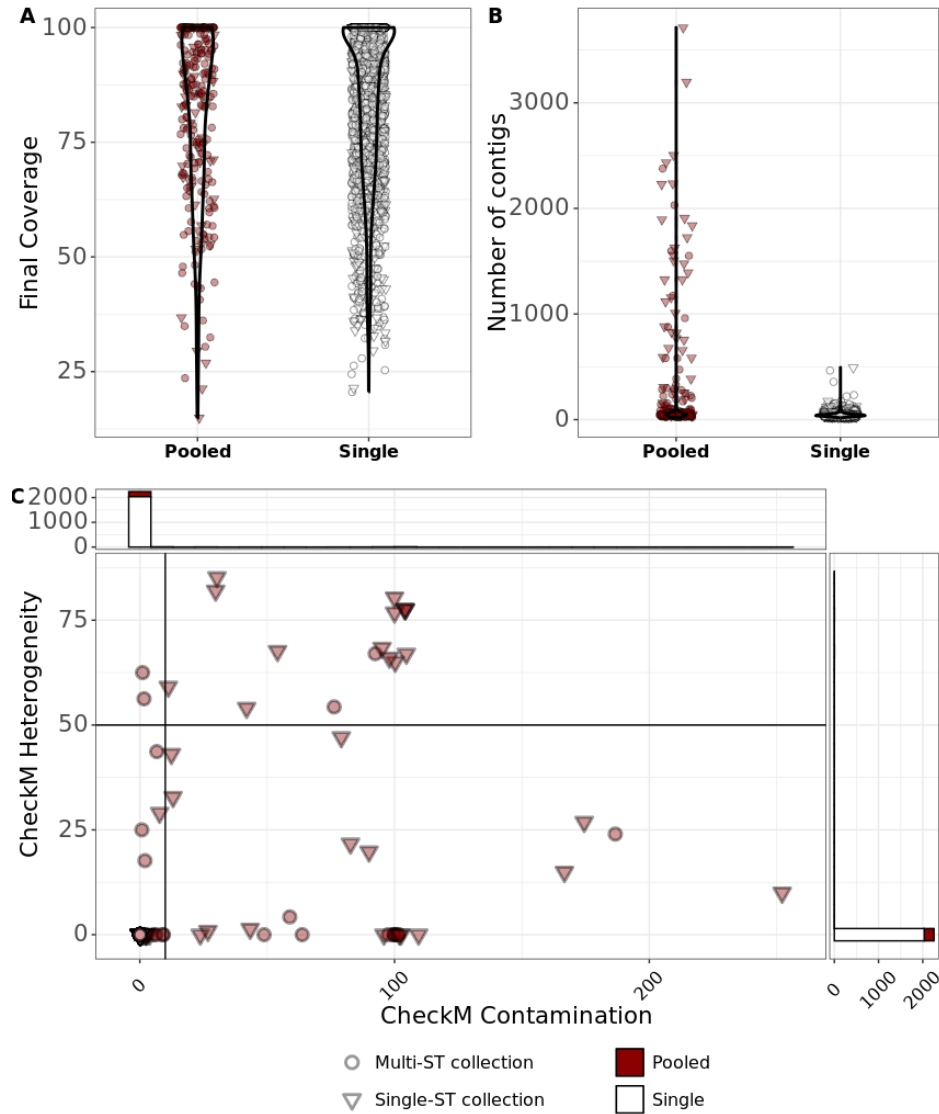 A
B
100
75
50
25
Final Coverage
Pooled
Single
3000
2000
1000
0
Number of contigs
Pooled
Single
C
2000
1000
0
75
50
25
0
CheckM Heterogeneity
0
100
200
CheckM Contamination
0
1000
2000
Multi-ST collection
Pooled
Single-ST collection
Single